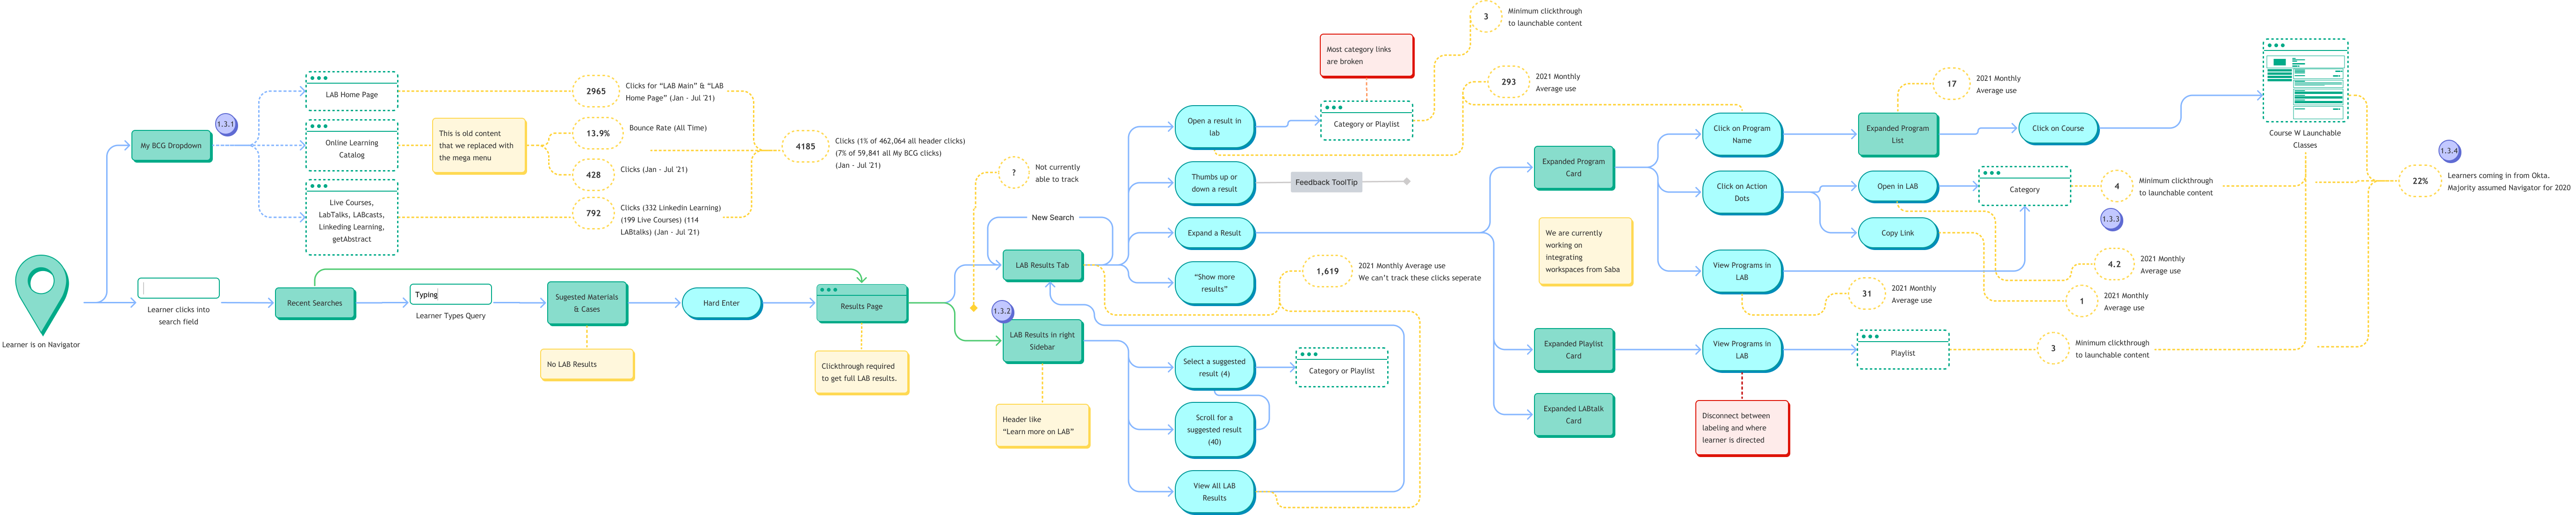 Learner is on Navigator
My BCG Dropdown
1.3.1
LAB Home Page
Online Learning
Catalog
Live Courses,
LabTalks, LABcasts,
Linkeding Learning,
getAbstract
This is old content
that we replaced with
the mega menu
2965
Clicks for “LAB Main” & “LAB
Home Page” (Jan - Jul '21)
13.9%
Bounce Rate (All Time)
428
Clicks (Jan - Jul '21)
792
Clicks (332 Linkedin Learning)
(199 Live Courses) (114
LABtalks) (Jan - Jul '21)
4185
Clicks (1% of 462,064 all header clicks)
(7% of 59,841 all My BCG clicks)
(Jan - Jul '21)
Learner clicks into
search field
Recent Searches
Typing
Learner Types Query
Sugested Materials
& Cases
No LAB Results
Hard Enter
Results Page
Clickthrough required
to get full LAB results.
?
Not currently
able to track
New Search
LAB Results Tab
1.3.2
LAB Results in right
Sidebar
Header like
“Learn more on LAB”
Open a result in
lab
Thumbs up or
down a result
Expand a Result
“Show more
results”
Select a suggested
result (4)
Scroll for a
suggested result
(40)
View All LAB
Results
Most category links
are broken
Category or Playlist
Feedback ToolTip
1,619
2021 Monthly Average use
We can’t track these clicks seperate
Category or Playlist
3
Minimum clickthrough
to launchable content
293
2021 Monthly
Average use
Expanded Program
Card
We are currently
working on
integrating
workspaces from Saba
Expanded Playlist
Card
Expanded LABtalk
Card
Click on Program
Name
Click on Action
Dots
View Programs in
LAB
31
2021 Monthly
Average use
View Programs in
LAB
Disconnect between
labeling and where
learner is directed
17
2021 Monthly
Average use
Expanded Program
List
Open in LAB
Copy Link
Playlist
Click on Course
Category
4
Minimum clickthrough
to launchable content
1.3.3
4.2
2021 Monthly
Average use
1
2021 Monthly
Average use
3
Minimum clickthrough
to launchable content
Course W Launchable
Classes
1.3.4
22%
Learners coming in from Okta.
Majority assumed Navigator for 2020